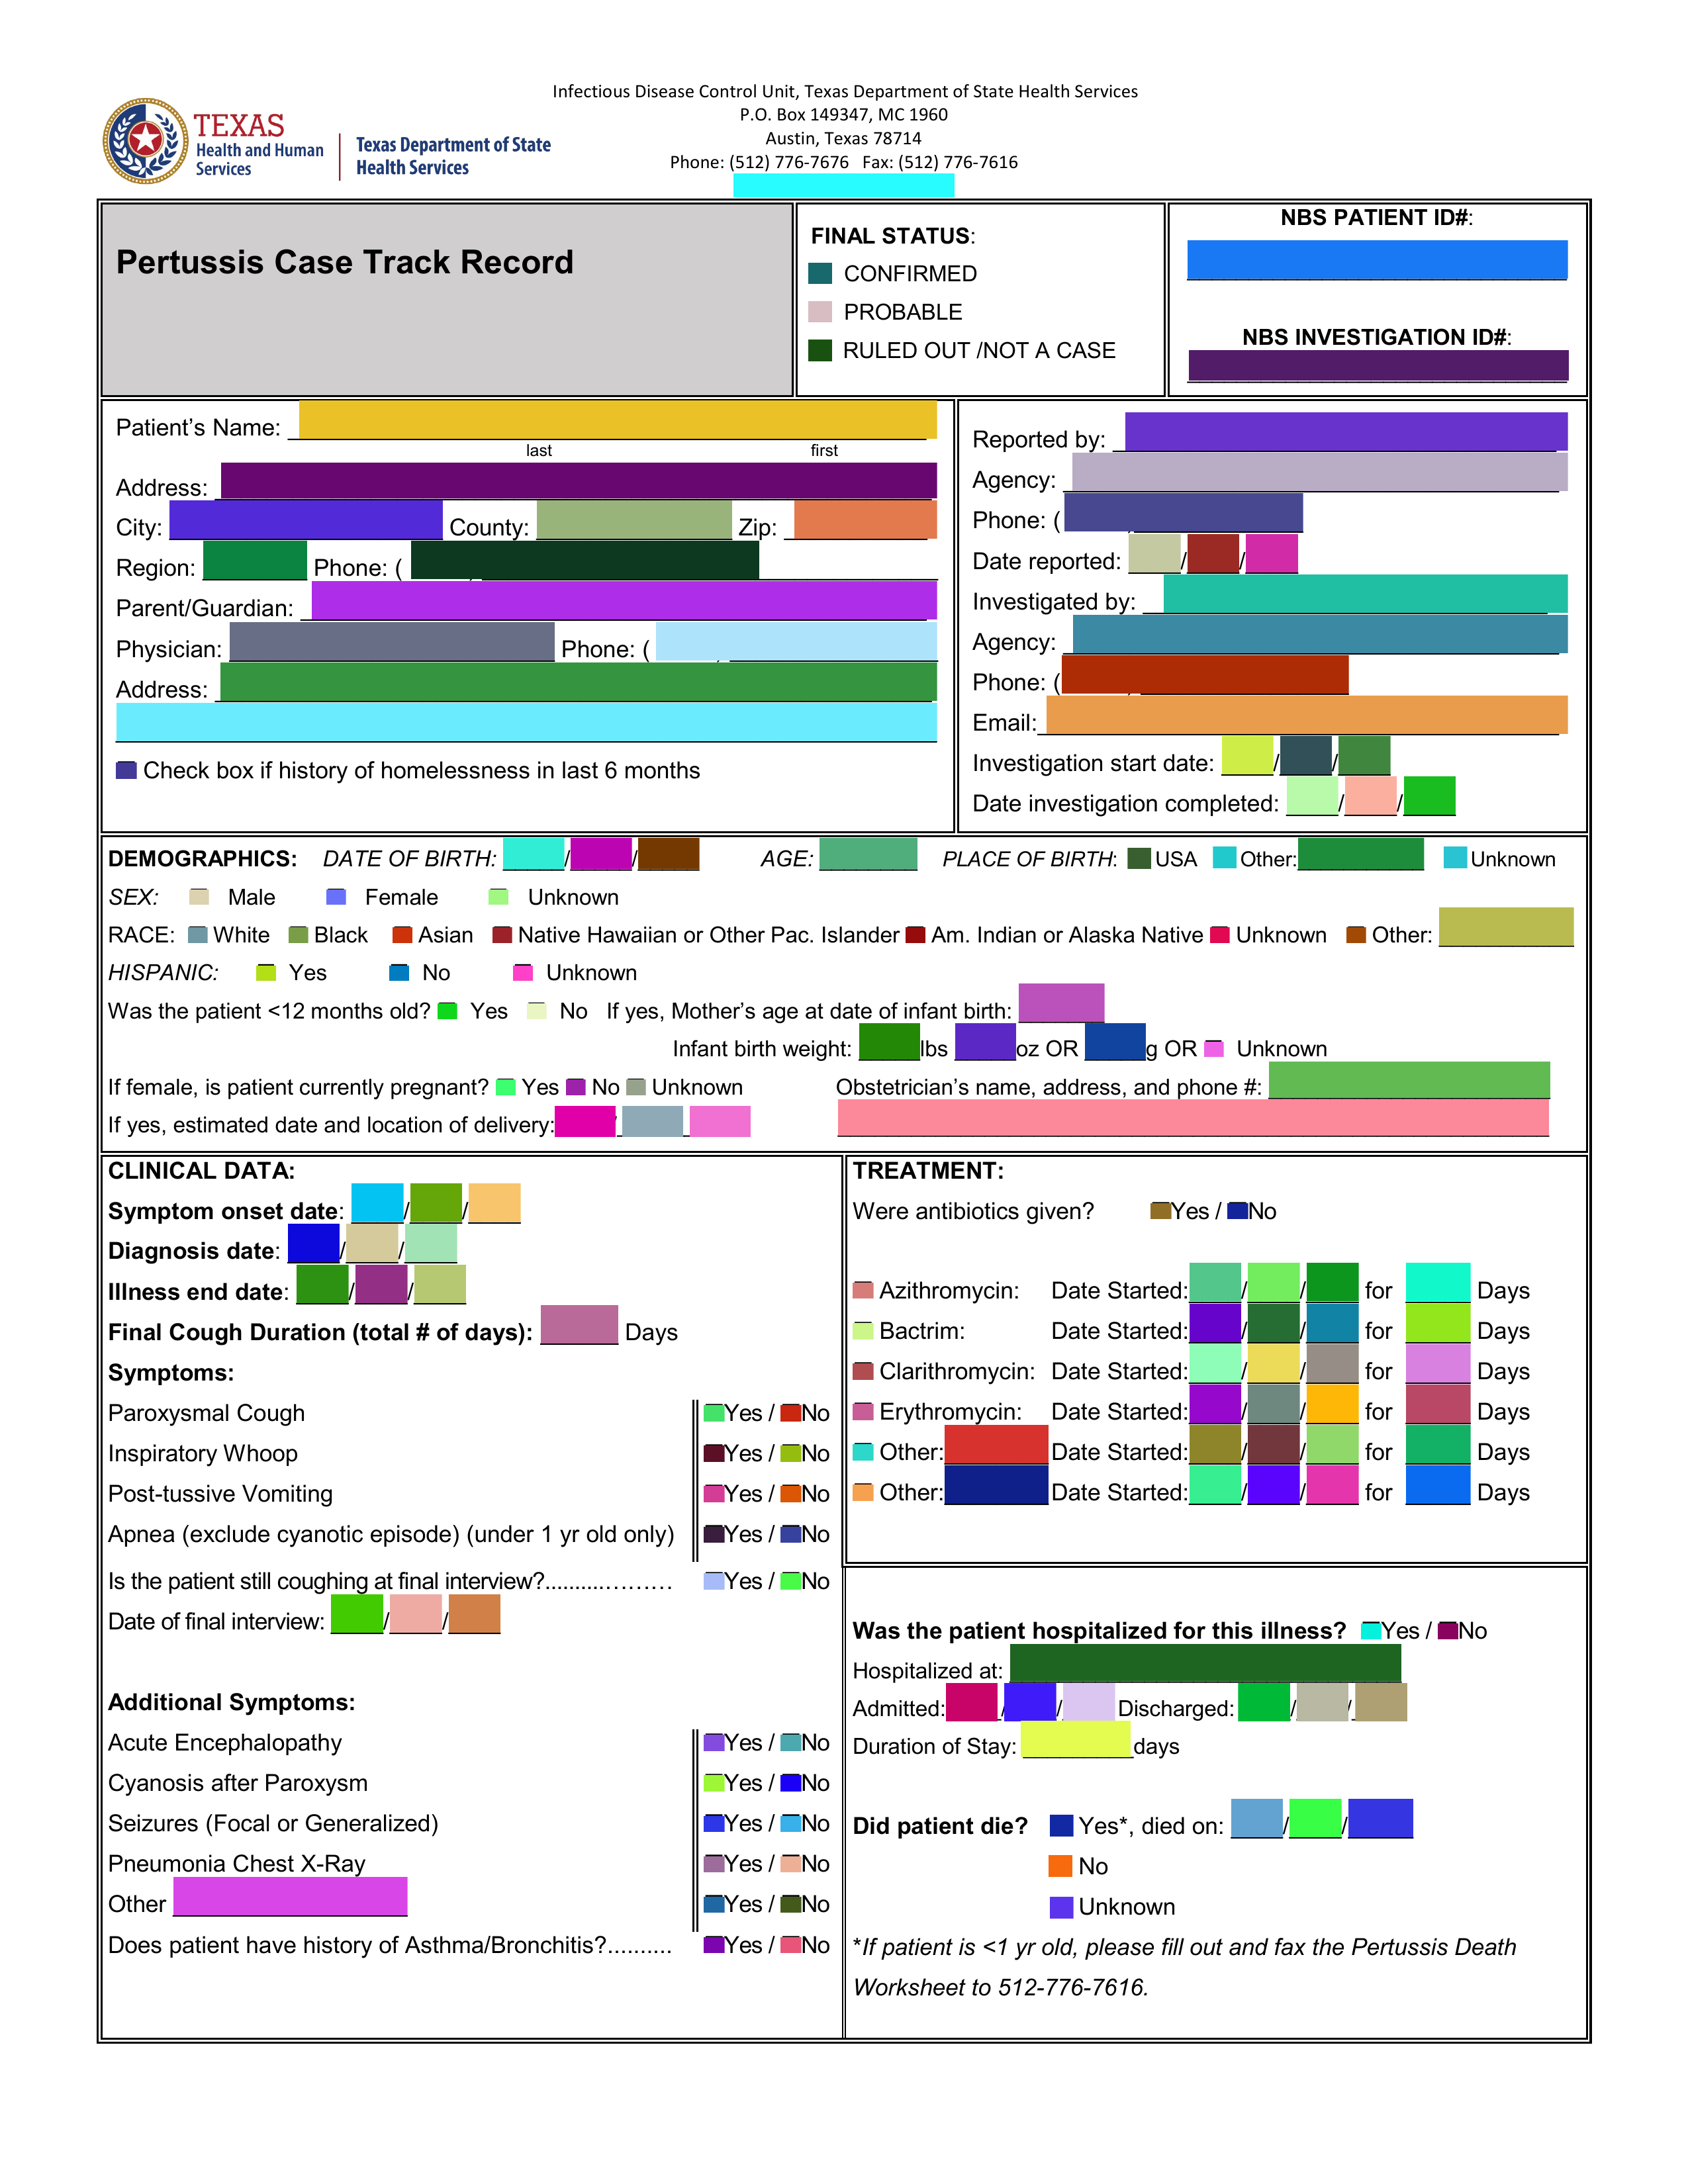 Infectious Disease Control Unit, Texas Department of State Health Services
P.O. Box 149347, MC 1960
Austin, Texas 78714
Phone: (512) 776-7676 Fax: (512) 776-7616
TEXAS
Health and Human
Services
Texas Department of State
Health Services
Pertussis Case Track Record
FINAL STATUS:
CONFIRMED
PROBABLE
RULED OUT /NOT A CASE
NBS PATIENT ID#:
NBS INVESTIGATION ID#:
Patient's Name:
last first
Address:
City: County: Zip:
Region: Phone: (
Parent/Guardian:
Physician: Phone: (
Address:
Check box if history of homelessness in last 6 months
Reported by:
Agency:
Phone: (
Date reported: / /
Investigated by:
Agency:
Phone: (
Email:
Investigation start date: / /
Date investigation completed: / /
DEMOGRAPHICS: DATE OF BIRTH: / / AGE: PLACE OF BIRTH: USA Other: Unknown
SEX: Male Female Unknown
RACE: White Black Asian Native Hawaiian or Other Pac. Islander Am. Indian or Alaska Native Unknown Other:
HISPANIC: Yes No Unknown
Was the patient <12 months old? Yes No If yes, Mother's age at date of infant birth:
Infant birth weight: lbs oz OR g OR Unknown
If female, is patient currently pregnant? Yes No Unknown Obstetrician's name, address, and phone #:
If yes, estimated date and location of delivery:
CLINICAL DATA:
Symptom onset date: / /
Diagnosis date: / /
Illness end date: / /
Final Cough Duration (total # of days): Days
Symptoms:
Paroxysmal Cough Yes / No
Inspiratory Whoop Yes / No
Post-tussive Vomiting Yes / No
Apnea (exclude cyanotic episode) (under 1 yr old only) Yes / No
Is the patient still coughing at final interview?................... Yes / No
Date of final interview: / /
Additional Symptoms:
Acute Encephalopathy Yes / No
Cyanosis after Paroxysm Yes / No
Seizures (Focal or Generalized) Yes / No
Pneumonia Chest X-Ray Yes / No
Other Yes / No
Does patient have history of Asthma/Bronchitis?.......... Yes / No
TREATMENT:
Were antibiotics given? Yes / No
Azithromycin: Date Started: / / for Days
Bactrim: Date Started: / / for Days
Clarithromycin: Date Started: / / for Days
Erythromycin: Date Started: / / for Days
Other: Date Started: / / for Days
Other: Date Started: / / for Days
Was the patient hospitalized for this illness? Yes / No
Hospitalized at:
Admitted: / / Discharged: / /
Duration of Stay: days
Did patient die? Yes*, died on: / /
No
Unknown
*If patient is <1 yr old, please fill out and fax the Pertussis Death
Worksheet to 512-776-7616.